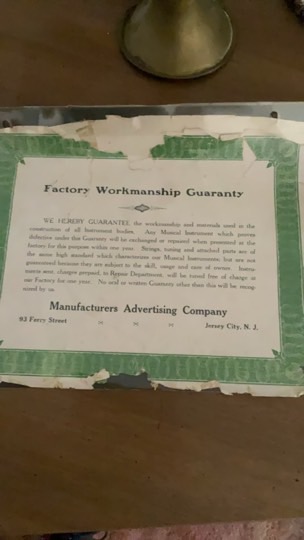 Factory Workmanship Guaranty
WE HEREBY GUARANTEE the workmanship and materials used in the
construction of all Instrument bodies. Any Musical Instrument which proves
defective under this Guaranty will be exchanged or repaired when presented at the
factory for this purpose within one year. Strings, tuning and attached parts are of
the same high standard which characterizes our Musical Instruments, but are not
guaranteed because they are subject to the skill, usage and care of owner. Instru-
ments sent, charges prepaid, to Repair Department, will be tuned free of charge in
our Factory for one year. No oral or written Guaranty other than this will be recog-
nized by us.
Manufacturers Advertising Company
93 Ferry Street Jersey City, N. J.